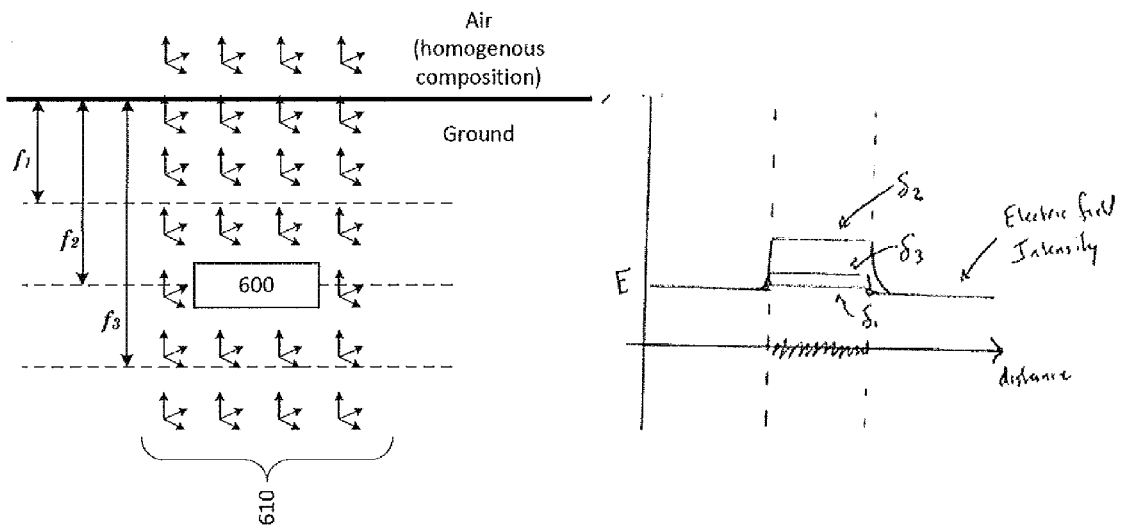 Air
(homogenous
composition)
Ground
f1
f2
f3
600
610
δ2
δ3
δ1
Electric field
Intensity
E
distance